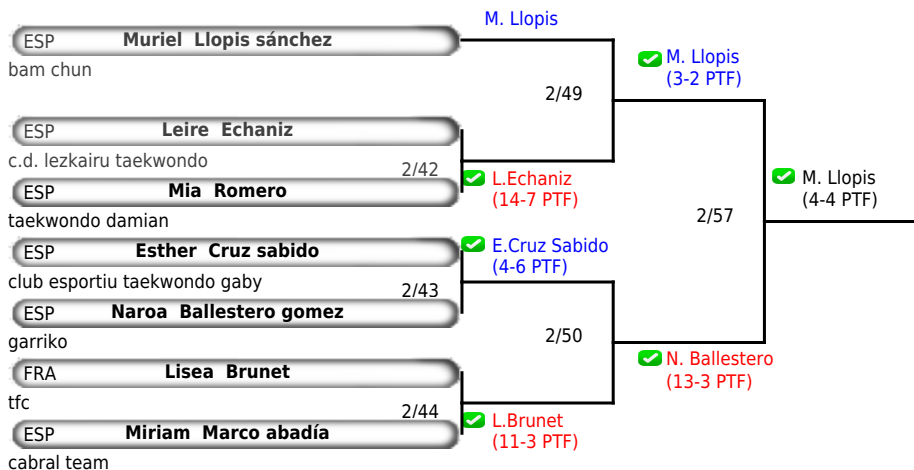 M. Llopis
ESP Muriel Llopis sánchez
bam chun
M. Llopis
(3-2 PTF)
2/49
ESP Leire Echaniz
c.d. lezkairu taekwondo
2/42
L.Echaniz
(14-7 PTF)
ESP Mia Romero
taekwondo damian
M. Llopis
(4-4 PTF)
2/57
ESP Esther Cruz sabido
club esportiu taekwondo gaby
E.Cruz Sabido
(4-6 PTF)
2/43
ESP Naroa Ballestero gomez
garriko
2/50
N. Ballestero
(13-3 PTF)
FRA Lisea Brunet
tfc
2/44
L.Brunet
(11-3 PTF)
ESP Miriam Marco abadía
cabral team